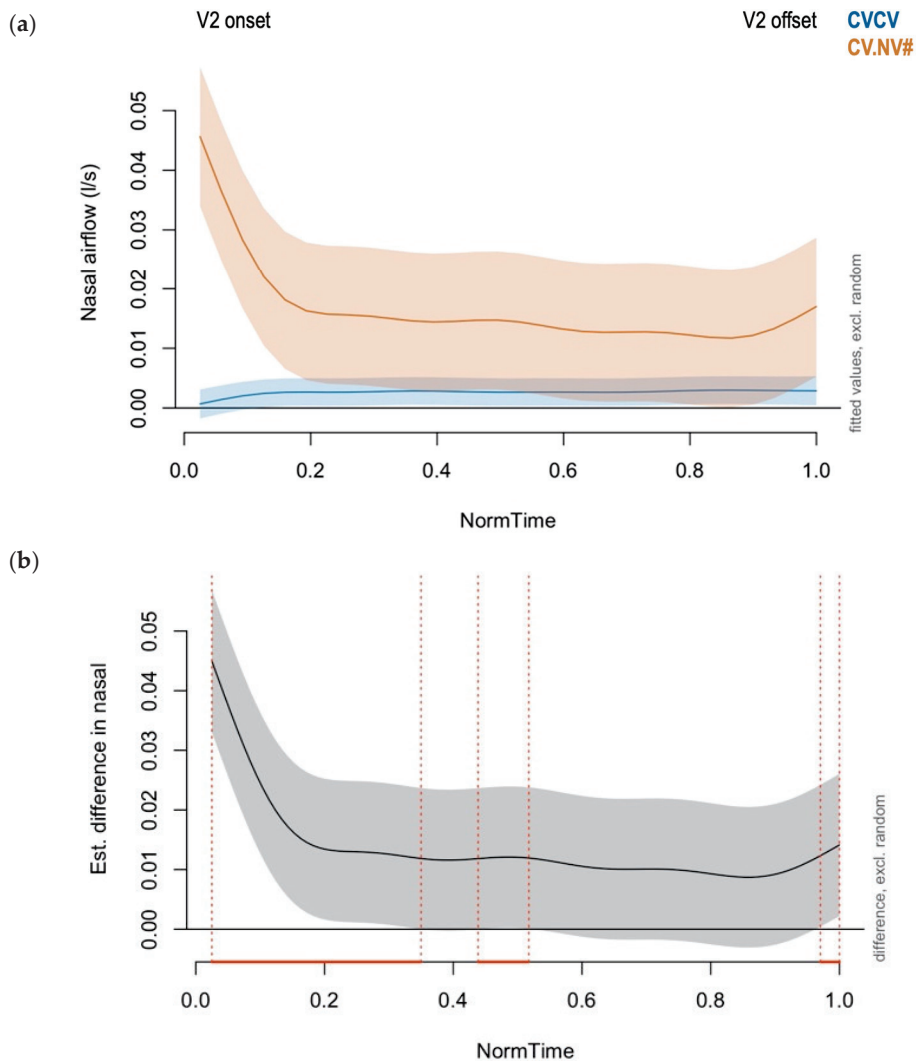 (a)
V2 onset
V2 offset
CVCV
CV.NV#
Nasal airflow (l/s)
0.05
0.04
0.03
0.02
0.01
0.00
fitted values, excl. random
0.0 0.2 0.4 0.6 0.8 1.0
NormTime
(b)
Est. difference in nasal
0.05
0.04
0.03
0.02
0.01
0.00
difference, excl. random
0.0 0.2 0.4 0.6 0.8 1.0
NormTime